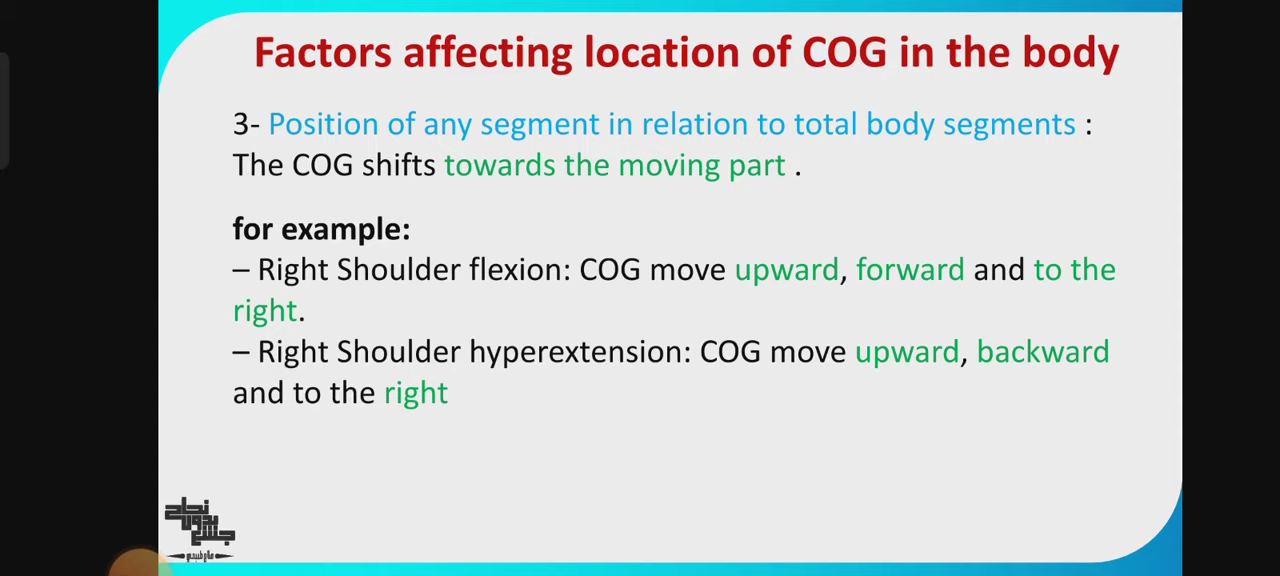 Factors affecting location of COG in the body
3- Position of any segment in relation to total body segments :
The COG shifts towards the moving part .
for example:
– Right Shoulder flexion: COG move upward, forward and to the
right.
– Right Shoulder hyperextension: COG move upward, backward
and to the right